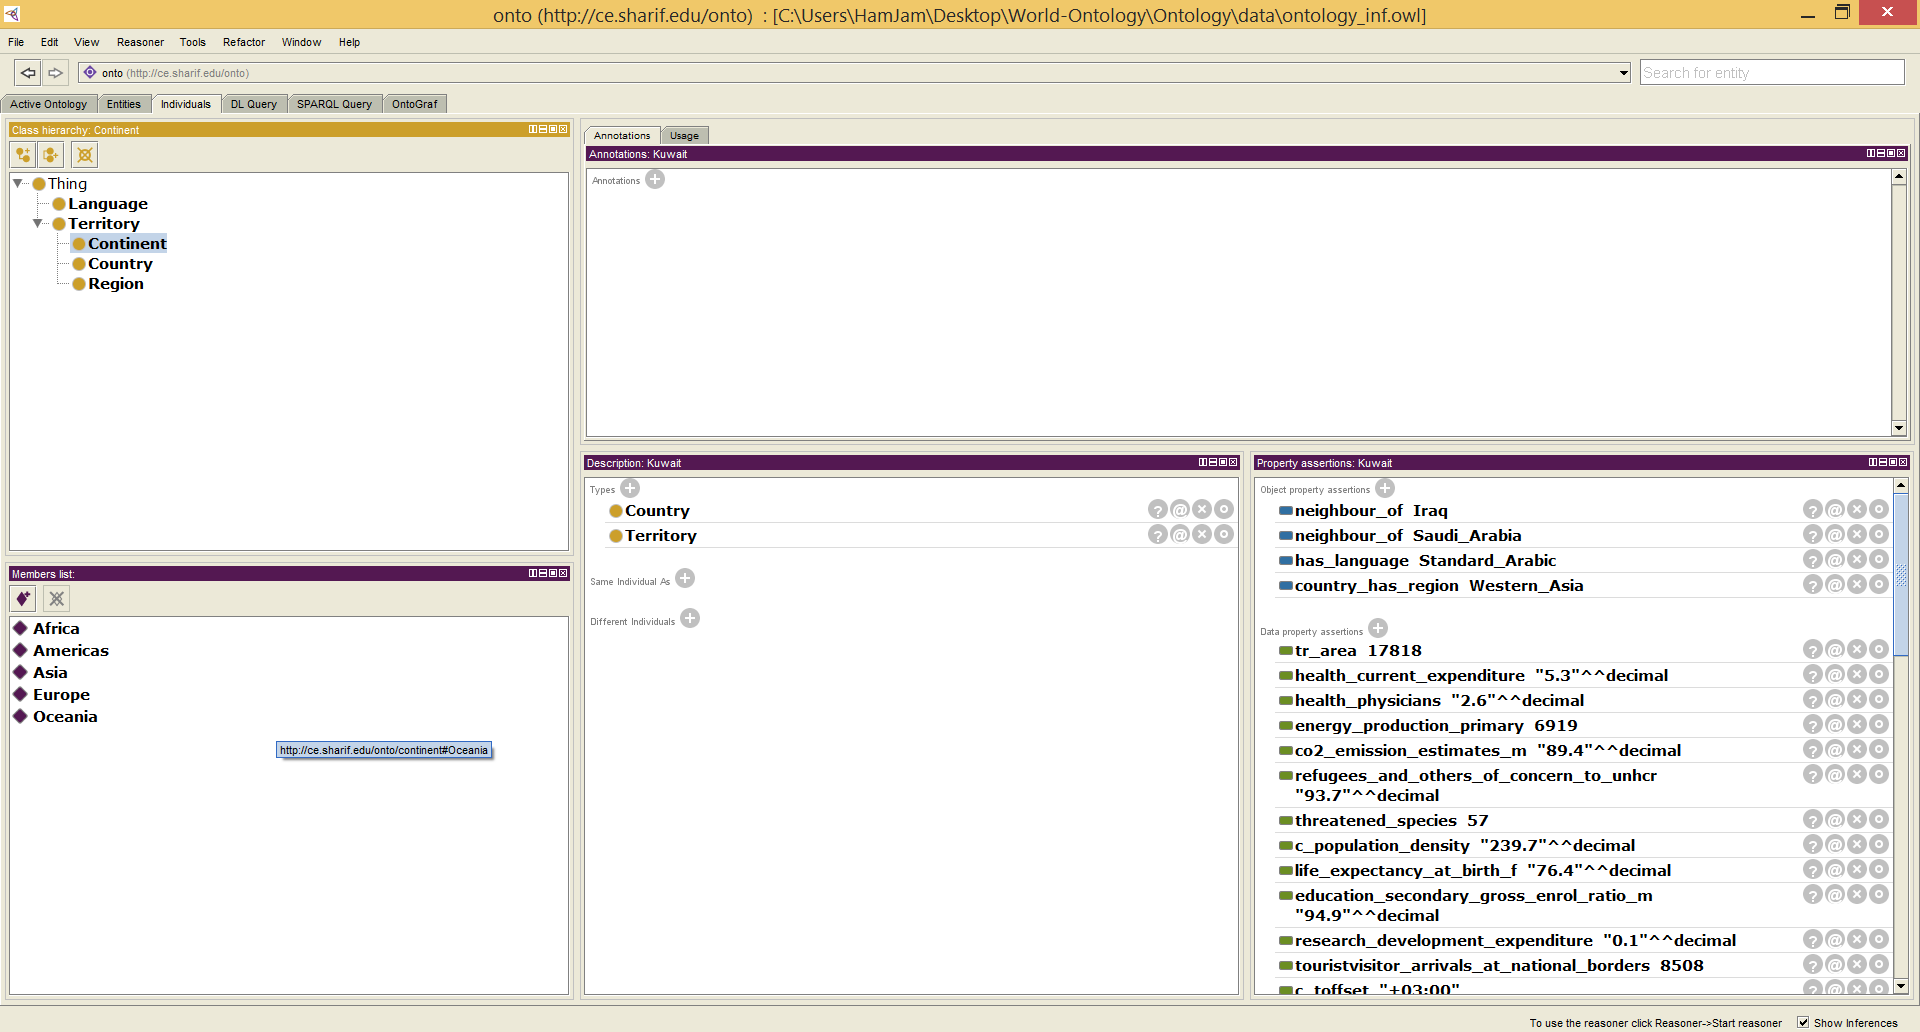 onto (http://ce.sharif.edu/onto)  : [C:\Users\HamJam\Desktop\World-Ontology\Ontology\data\ontology_inf.owl]
File Edit View Reasoner Tools Refactor Window Help
onto (http://ce.sharif.edu/onto)
Search for entity
Active Ontology Entities Individuals DL Query SPARQL Query OntoGraf
Class hierarchy: Continent
Thing
Language
Territory
Continent
Country
Region
Members list:
Africa
Americas
Asia
Europe
Oceania
http://ce.sharif.edu/onto/continent#Oceania
Annotations Usage
Annotations: Kuwait
Annotations
Description: Kuwait
Types
Country
Territory
Same Individual As
Different Individuals
Property assertions: Kuwait
Object property assertions
neighbour_of Iraq
neighbour_of Saudi_Arabia
has_language Standard_Arabic
country_has_region Western_Asia
Data property assertions
tr_area 17818
health_current_expenditure "5.3"^^decimal
health_physicians "2.6"^^decimal
energy_production_primary 6919
co2_emission_estimates_m "89.4"^^decimal
refugees_and_others_of_concern_to_unhcr
"93.7"^^decimal
threatened_species 57
c_population_density "239.7"^^decimal
life_expectancy_at_birth_f "76.4"^^decimal
education_secondary_gross_enrol_ratio_m
"94.9"^^decimal
research_development_expenditure "0.1"^^decimal
touristvisitor_arrivals_at_national_borders 8508
c_toffset "+03:00"
To use the reasoner click Reasoner->Start reasoner Show Inferences